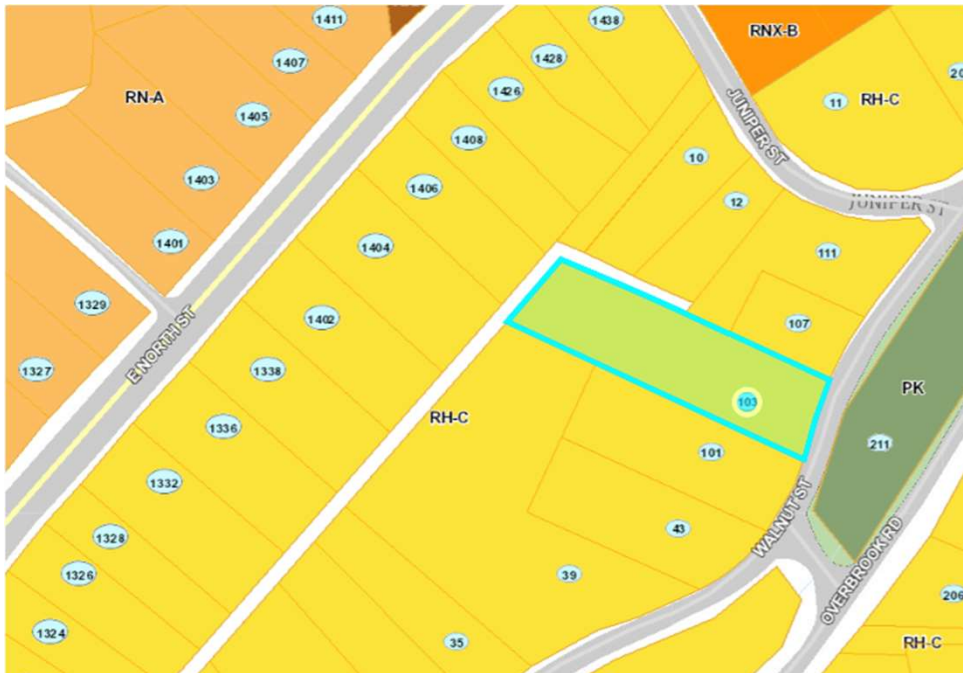 1411
1438
RNX-B
1407
1428
RN-A
1426
11
RH-C
1405
1408
JUNIPER ST
10
1403
1406
12
JUNIPER ST
1401
1404
111
1329
1402
107
E NORTH ST
1327
1338
PK
103
RH-C
1336
211
101
1332
WALNUT ST
43
1328
OVERBROOK RD
1326
39
206
1324
35
RH-C